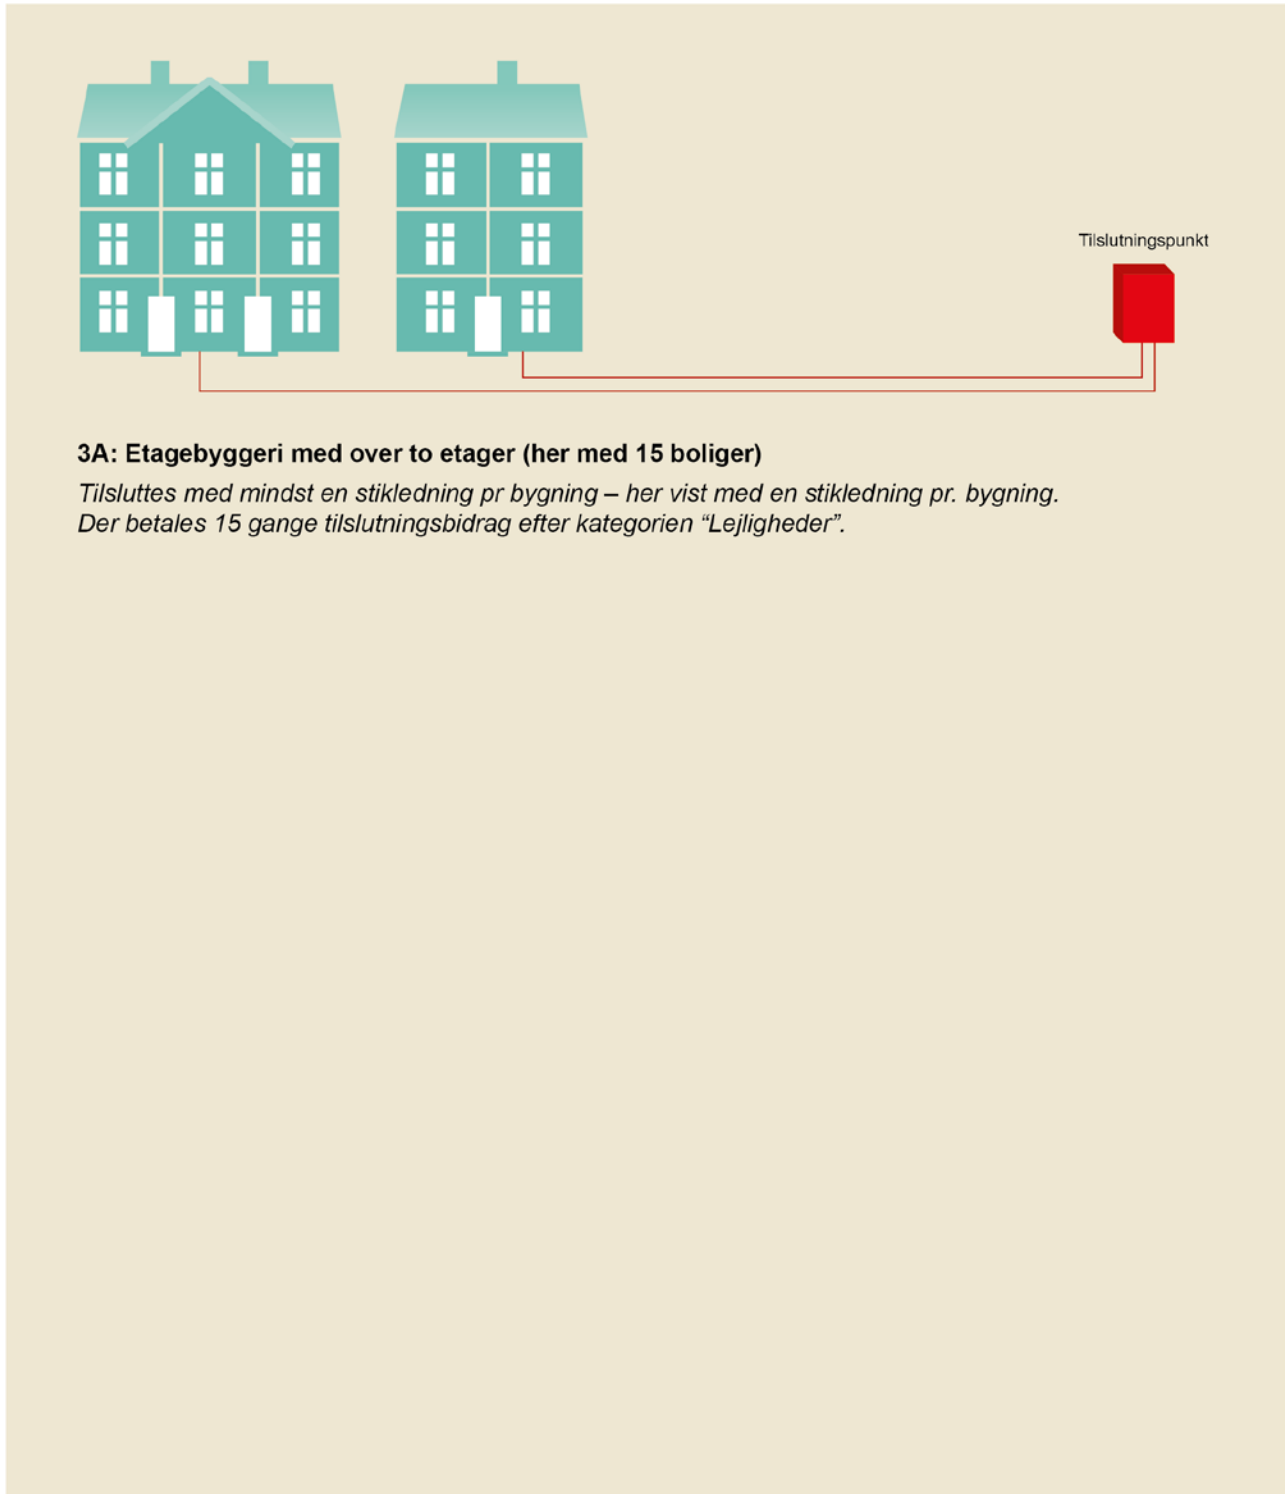 Tilslutningspunkt
3A: Etagebyggeri med over to etager (her med 15 boliger)
Tilsluttes med mindst en stikledning pr bygning – her vist med en stikledning pr. bygning.
Der betales 15 gange tilslutningsbidrag efter kategorien “Lejligheder”.